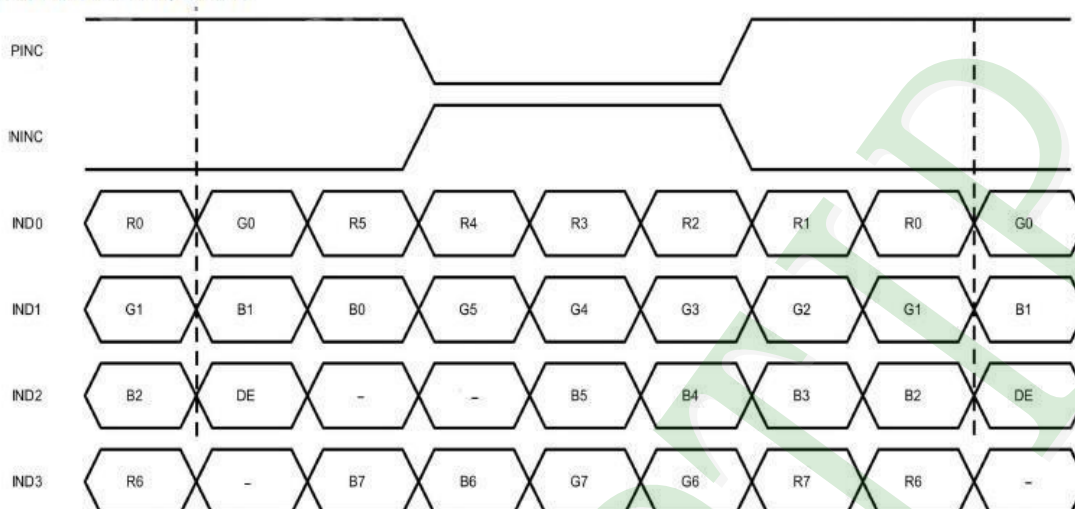 PINC
NINC
IND0 R0 G0 R5 R4 R3 R2 R1 R0 G0
IND1 G1 B1 B0 G5 G4 G3 G2 G1 B1
IND2 B2 DE - - B5 B4 B3 B2 DE
IND3 R6 - B7 B6 G7 G6 R7 R6 -